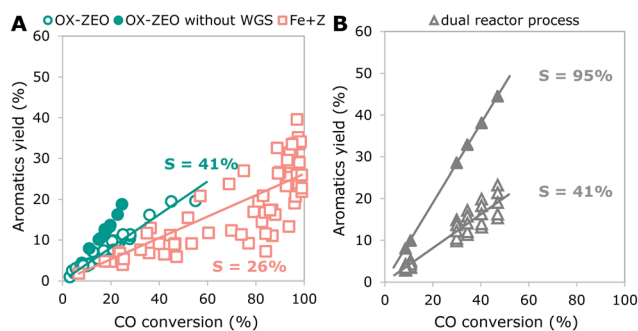 A
OX-ZEO OX-ZEO without WGS Fe+Z
Aromatics yield (%)
60
50
40
30
20
10
0
S = 41%
S = 26%
0 20 40 60 80 100
CO conversion (%)
B
dual reactor process
Aromatics yield (%)
60
50
40
30
20
10
0
S = 95%
S = 41%
0 20 40 60 80 100
CO conversion (%)